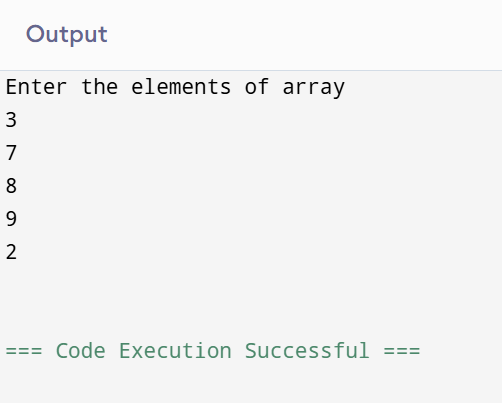 Output
Enter the elements of array
3
7
8
9
2
=== Code Execution Successful ===